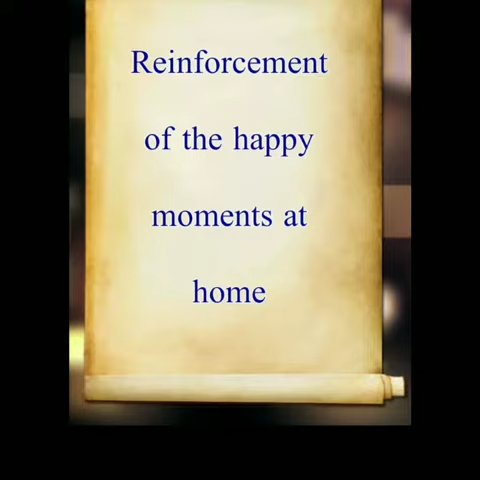 Reinforcement
of the happy
moments at
home